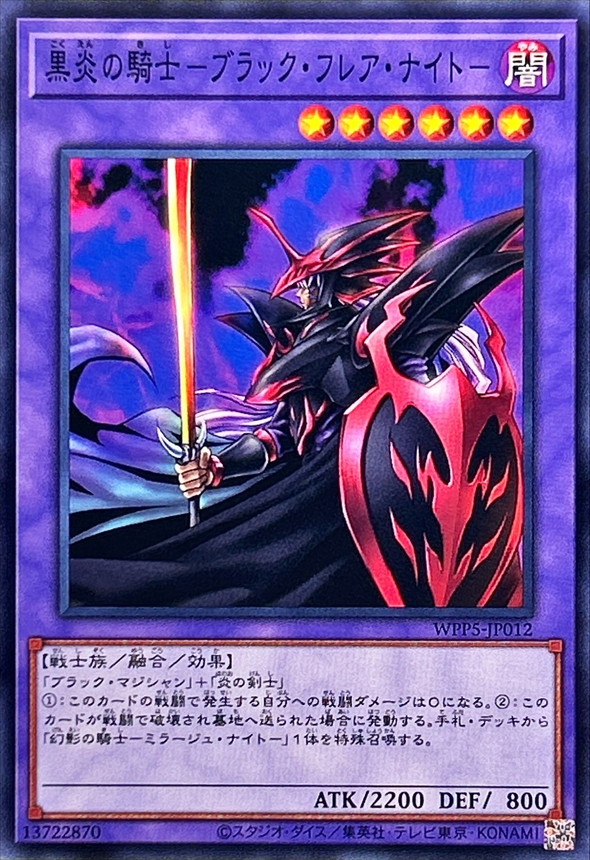 黒炎の騎士－ブラック・フレア・ナイト－
闇
WPP5-JP012
【戦士族／融合／効果】
「ブラック・マジシャン」＋「炎の剣士」
①：このカードの戦闘で発生する自分への戦闘ダメージは０になる。②：この
カードが戦闘で破壊され墓地へ送られた場合に発動する。手札・デッキから
「幻影の騎士－ミラージュ・ナイト－」１体を特殊召喚する。
ATK/2200 DEF/ 800
13722870 ©スタジオ・ダイス／集英社・テレビ東京・KONAMI